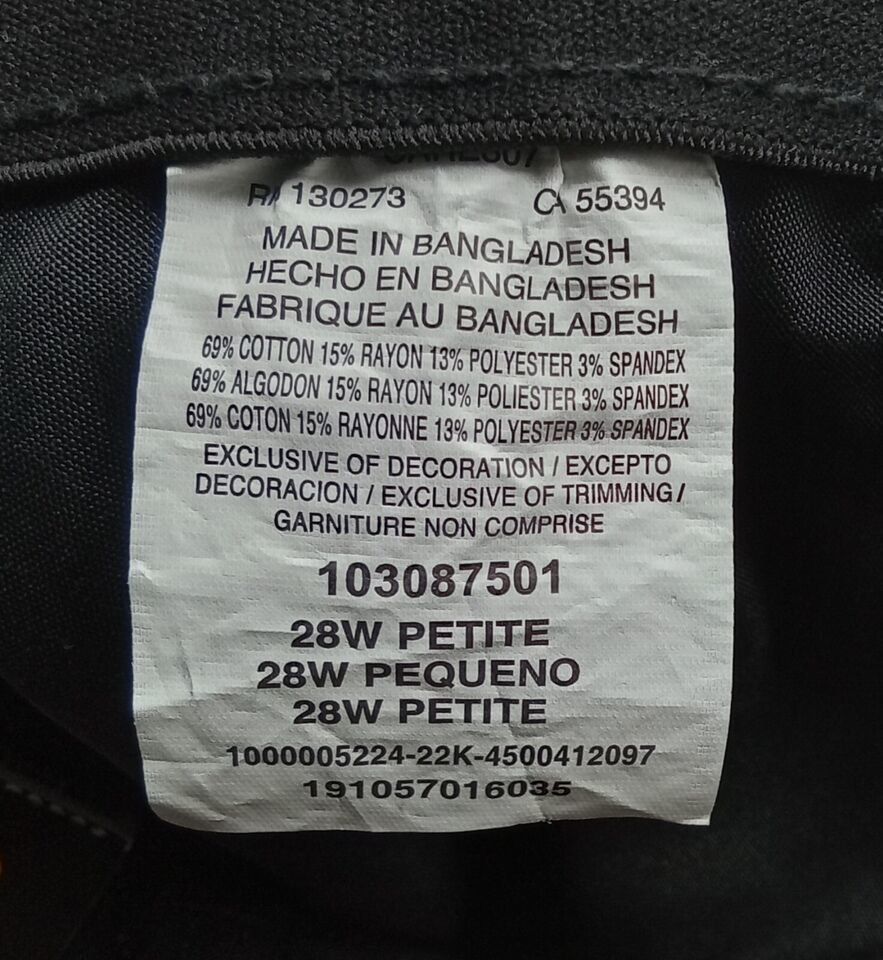 RN 130273 CA 55394
MADE IN BANGLADESH
HECHO EN BANGLADESH
FABRIQUE AU BANGLADESH
69% COTTON 15% RAYON 13% POLYESTER 3% SPANDEX
69% ALGODON 15% RAYON 13% POLIESTER 3% SPANDEX
69% COTON 15% RAYONNE 13% POLYESTER 3% SPANDEX
EXCLUSIVE OF DECORATION / EXCEPTO
DECORACION / EXCLUSIVE OF TRIMMING/
GARNITURE NON COMPRISE
103087501
28W PETITE
28W PEQUENO
28W PETITE
1000005224-22K-4500412097
191057016035